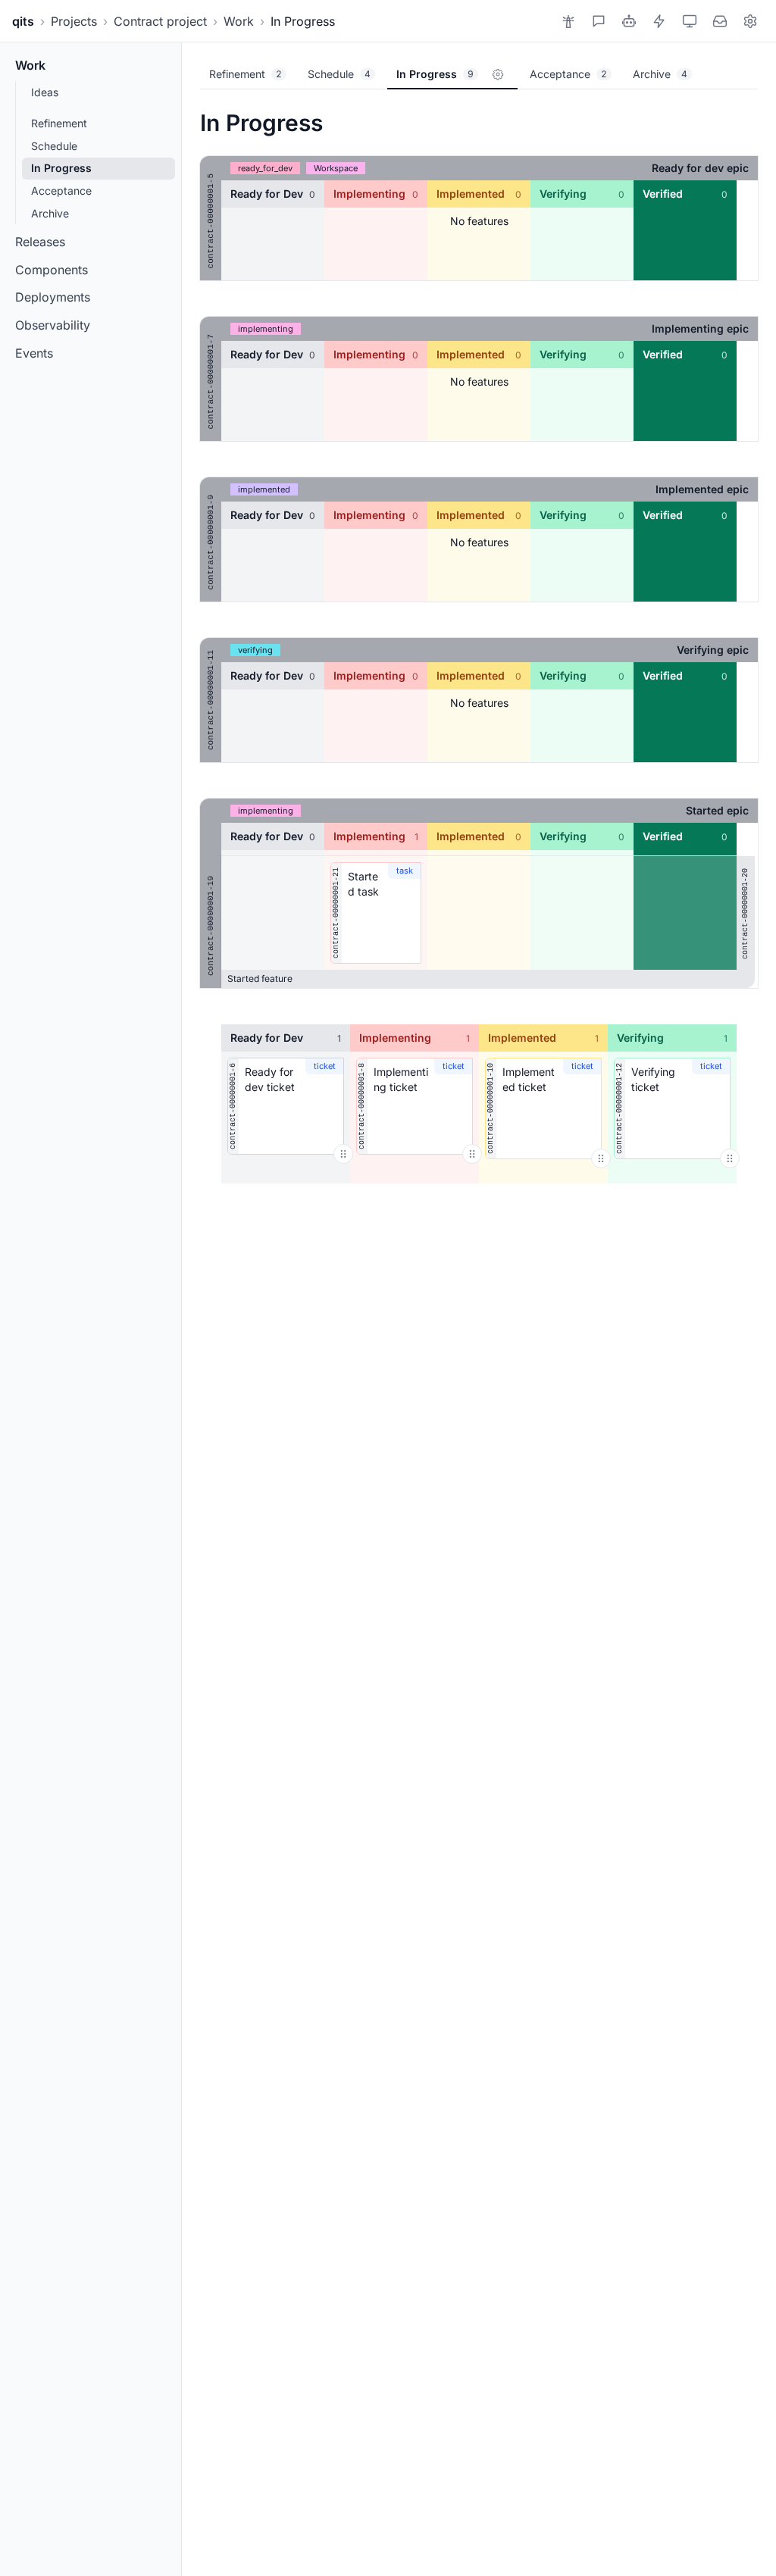 qits › Projects › Contract project › Work › In Progress
Work
Ideas
Refinement
Schedule
In Progress
Acceptance
Archive
Releases
Components
Deployments
Observability
Events
Refinement 2 Schedule 4 In Progress 9 Acceptance 2 Archive 4
In Progress
contract-00000001-5
ready_for_dev Workspace Ready for dev epic
Ready for Dev 0 Implementing 0 Implemented 0 Verifying 0 Verified 0
No features
contract-00000001-7
implementing Implementing epic
Ready for Dev 0 Implementing 0 Implemented 0 Verifying 0 Verified 0
No features
contract-00000001-9
implemented Implemented epic
Ready for Dev 0 Implementing 0 Implemented 0 Verifying 0 Verified 0
No features
contract-00000001-11
verifying Verifying epic
Ready for Dev 0 Implementing 0 Implemented 0 Verifying 0 Verified 0
No features
contract-00000001-19
implementing Started epic
Ready for Dev 0 Implementing 1 Implemented 0 Verifying 0 Verified 0
contract-00000001-21
task
Starte
d task
contract-00000001-20
Started feature
Ready for Dev 1 Implementing 1 Implemented 1 Verifying 1
contract-00000001-6
ticket
Ready for
dev ticket
contract-00000001-8
ticket
Implementi
ng ticket
contract-00000001-10
ticket
Implement
ed ticket
contract-00000001-12
ticket
Verifying
ticket